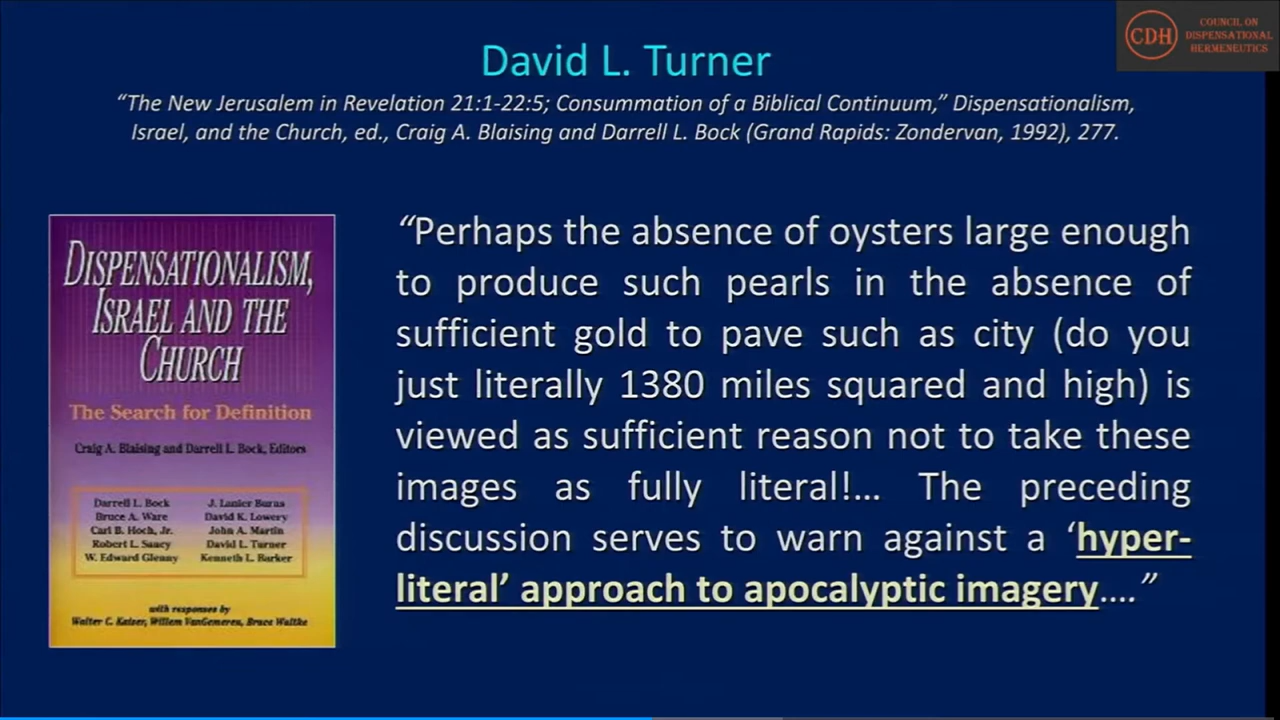 CDH
COUNCIL ON
DISPENSATIONAL
HERMENEUTICS
David L. Turner
“The New Jerusalem in Revelation 21:1-22:5; Consummation of a Biblical Continuum,” Dispensationalism,
Israel, and the Church, ed., Craig A. Blaising and Darrell L. Bock (Grand Rapids: Zondervan, 1992), 277.
DISPENSATIONALISM,
ISRAEL AND THE
CHURCH
The Search for Definition
Craig A. Blaising and Darrell L. Bock, Editors
Darrell L. Bock
Bruce A. Ware
Carl B. Hoch, Jr.
Robert L. Saucy
W. Edward Glenny
J. Lanier Burns
David K. Lowery
John A. Martin
David L. Turner
Kenneth L. Barker
with responses by
Walter C. Kaiser, Willem VanGemeren, Bruce Waltke
“Perhaps the absence of oysters large enough
to produce such pearls in the absence of
sufficient gold to pave such as city (do you
just literally 1380 miles squared and high) is
viewed as sufficient reason not to take these
images as fully literal!... The preceding
discussion serves to warn against a ‘hyper-
literal’ approach to apocalyptic imagery....”